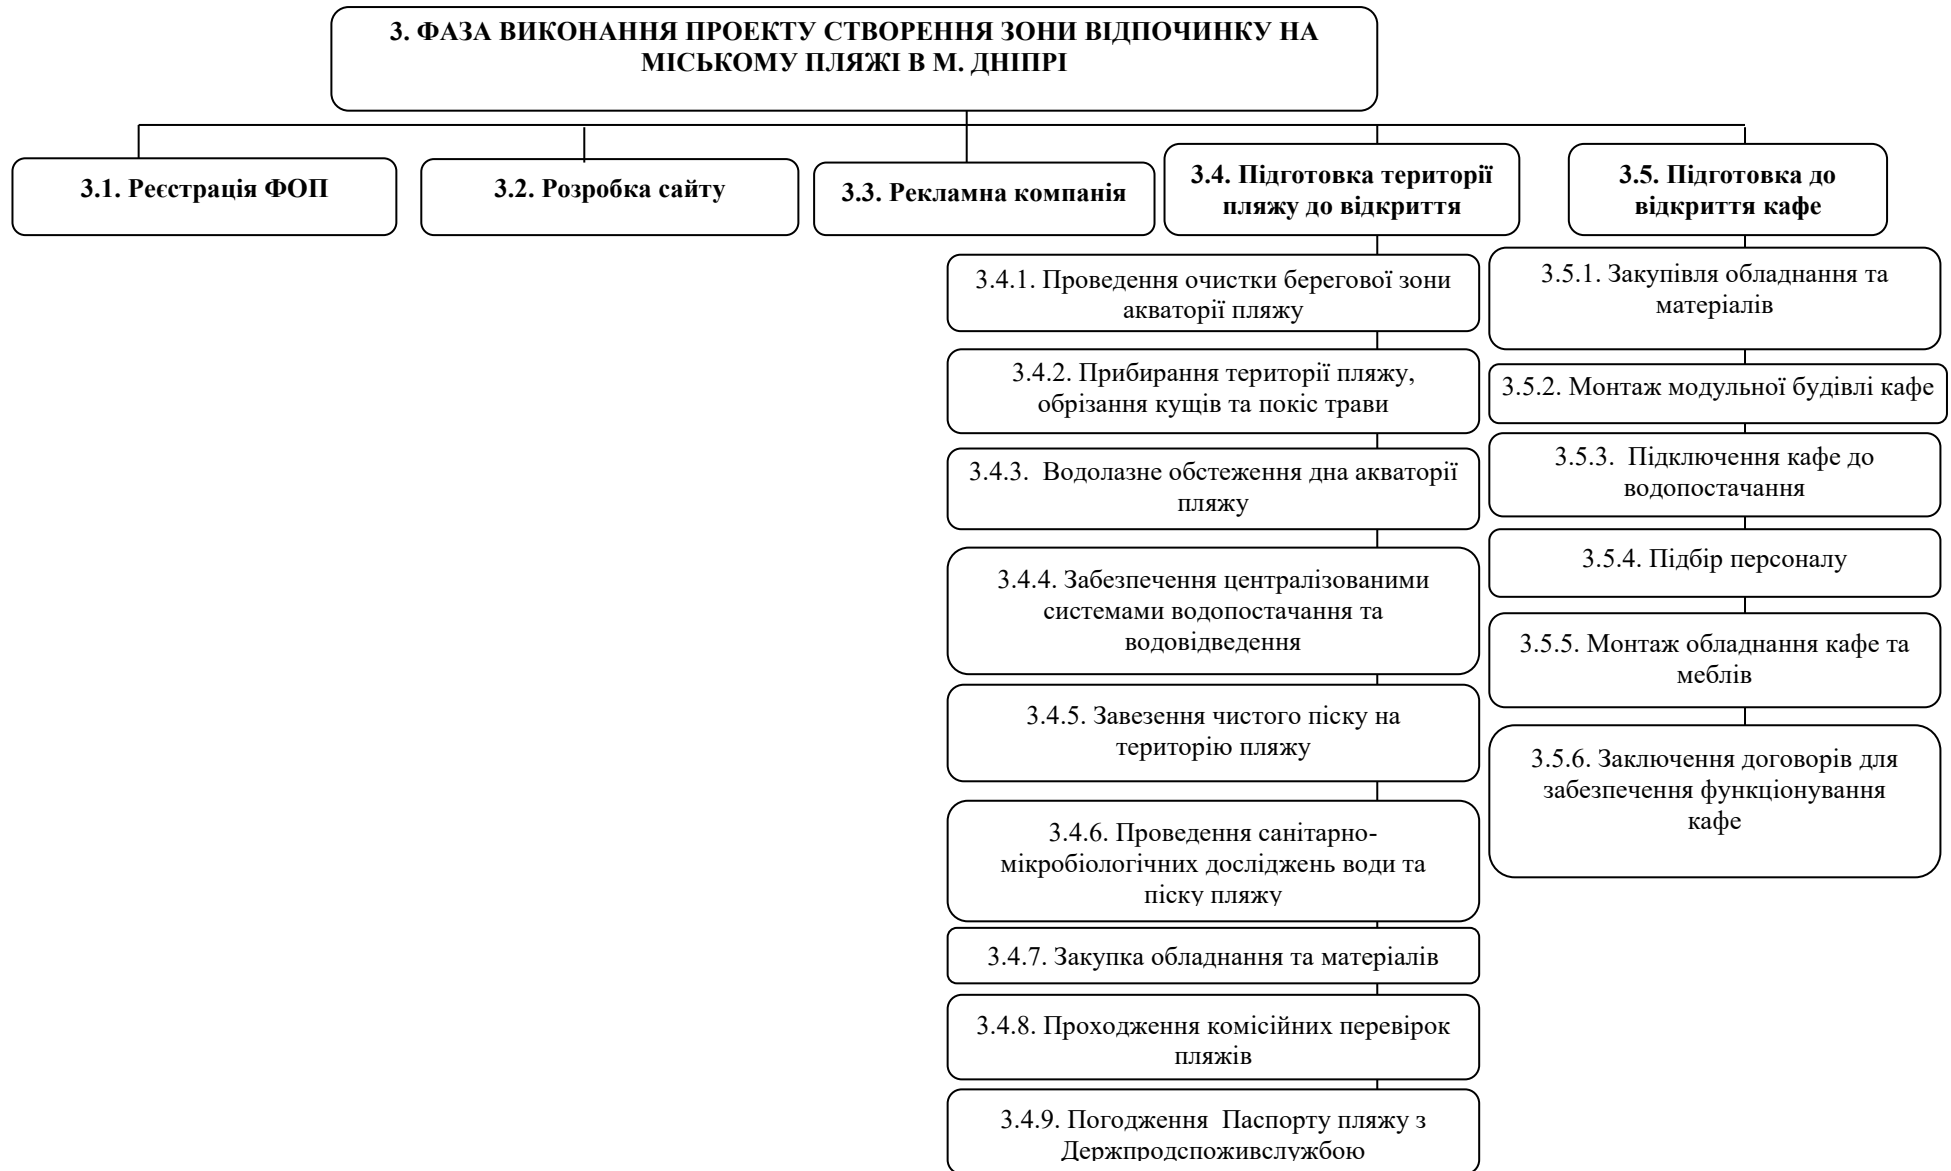 3. ФАЗА ВИКОНАННЯ ПРОЕКТУ СТВОРЕННЯ ЗОНИ ВІДПОЧИНКУ НА
МІСЬКОМУ ПЛЯЖІ В М. ДНІПРІ
3.1. Реєстрація ФОП
3.2. Розробка сайту
3.3. Рекламна компанія
3.4. Підготовка території
пляжу до відкриття
3.5. Підготовка до
відкриття кафе
3.4.1. Проведення очистки берегової зони
акваторії пляжу
3.4.2. Прибирання території пляжу,
обрізання кущів та покіс трави
3.4.3. Водолазне обстеження дна акваторії
пляжу
3.4.4. Забезпечення централізованими
системами водопостачання та
водовідведення
3.4.5. Завезення чистого піску на
територію пляжу
3.4.6. Проведення санітарно-
мікробіологічних досліджень води та
піску пляжу
3.4.7. Закупка обладнання та матеріалів
3.4.8. Проходження комісійних перевірок
пляжів
3.4.9. Погодження Паспорту пляжу з
Держпродспоживслужбою
3.5.1. Закупівля обладнання та
матеріалів
3.5.2. Монтаж модульної будівлі кафе
3.5.3. Підключення кафе до
водопостачання
3.5.4. Підбір персоналу
3.5.5. Монтаж обладнання кафе та
меблів
3.5.6. Заключення договорів для
забезпечення функціонування
кафе